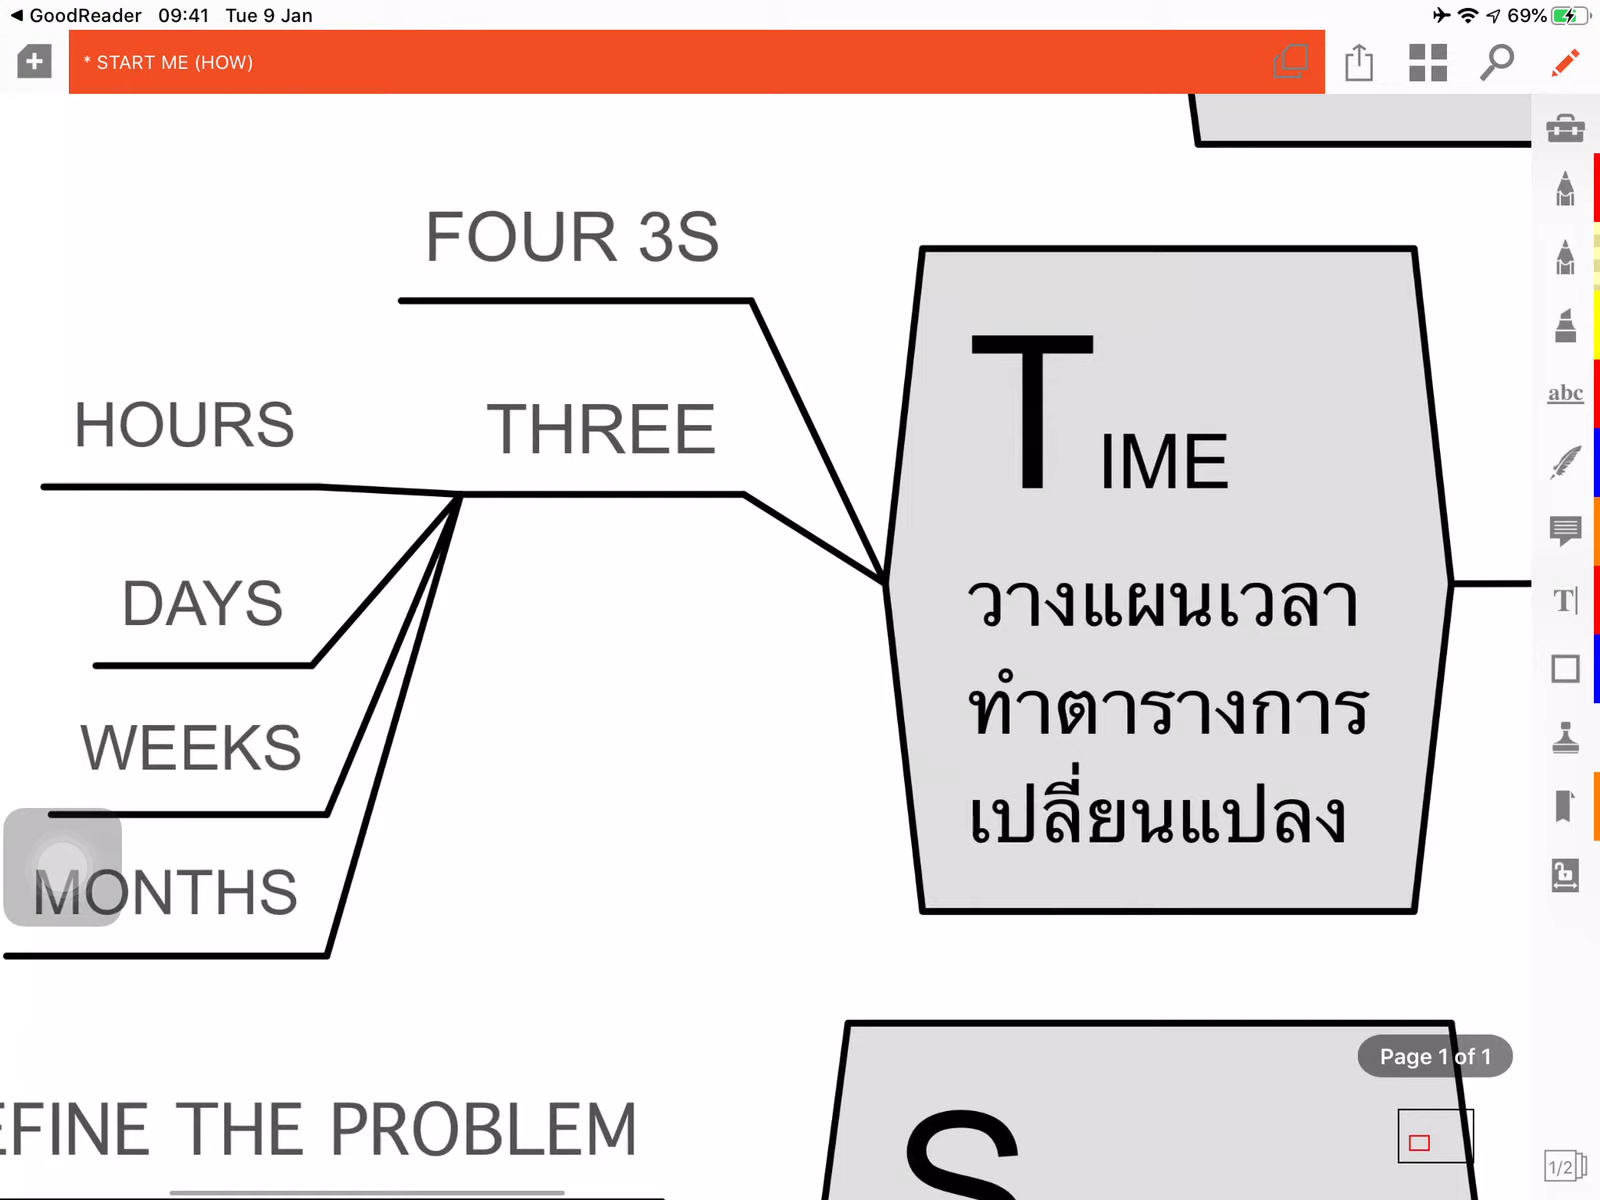 GoodReader 09:41 Tue 9 Jan 69%
* START ME (HOW)
FOUR 3S
THREE
HOURS
DAYS
WEEKS
MONTHS
TIME
วางแผนเวลา
ทำตารางการ
เปลี่ยนแปลง
abc
T
Page 1 of 1
EFINE THE PROBLEM
S
1/2